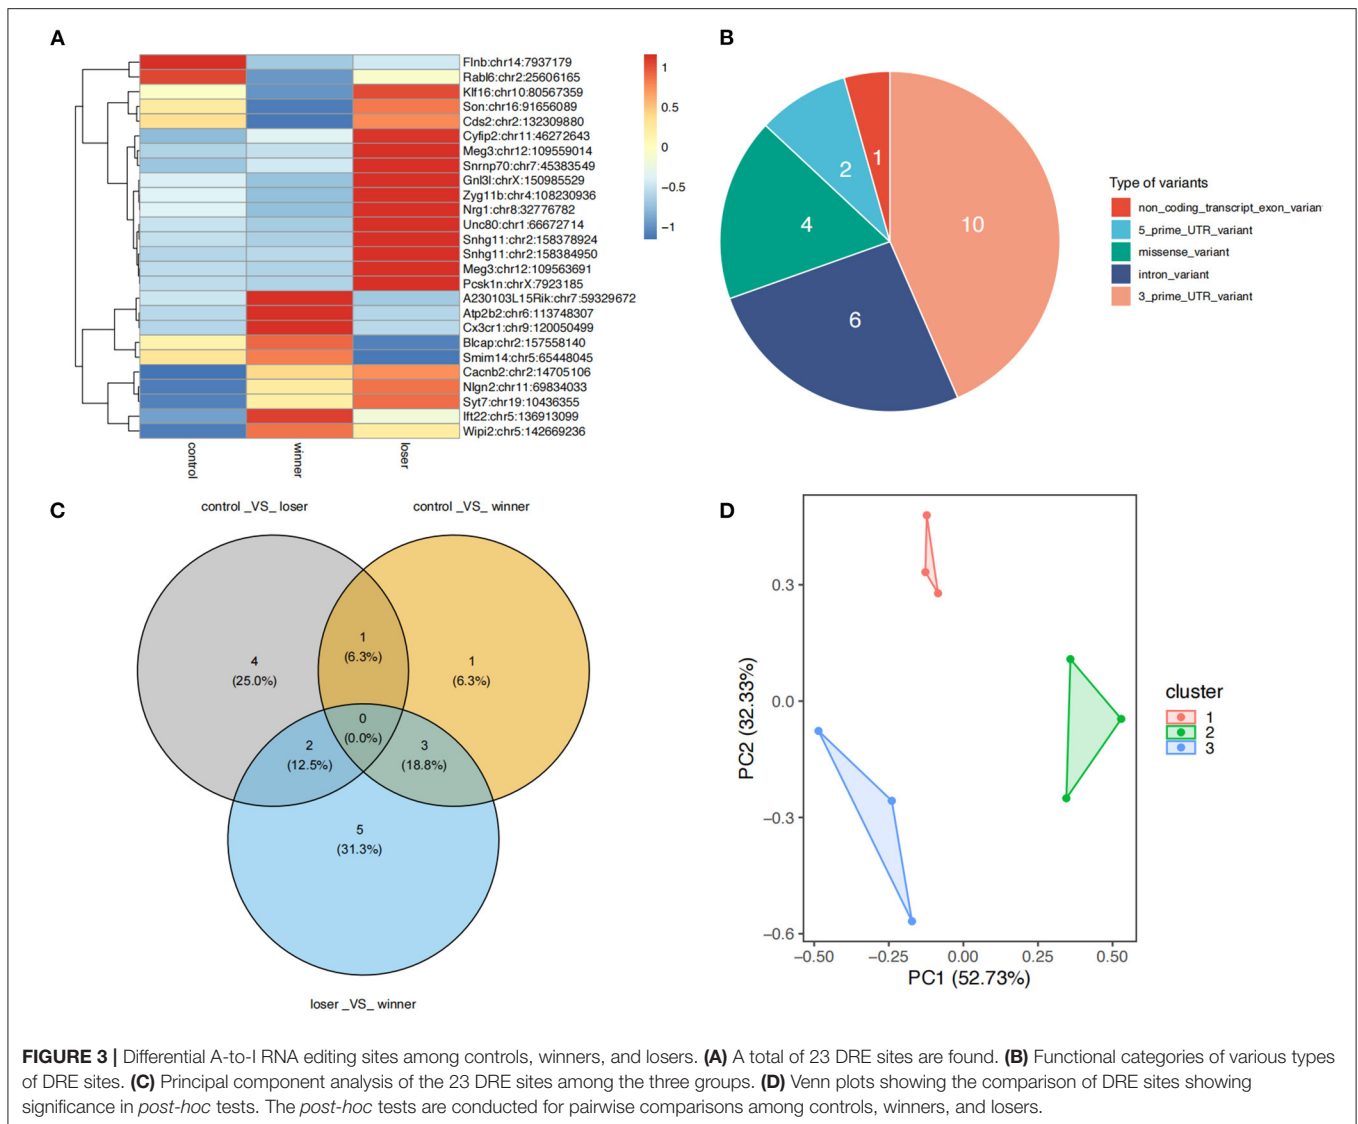 A
Flnb:chr14:7937179
Rabl6:chr2:25606165
Klf16:chr10:80567359
Son:chr16:91656089
Cds2:chr2:132309880
Cyfip2:chr11:46272643
Meg3:chr12:109559014
Snrnp70:chr7:45383549
Gnl3l:chrX:150985529
Zyg11b:chr4:108230936
Nrg1:chr8:32776782
Unc80:chr1:66672714
Snhg11:chr2:158378924
Snhg11:chr2:158384950
Meg3:chr12:109563691
Pcsk1n:chrX:7923185
A230103L15Rik:chr7:59329672
Atp2b2:chr6:113748307
Cx3cr1:chr9:120050499
Blcap:chr2:157558140
Smim14:chr5:65448045
Cacnb2:chr2:14705106
Nlgn2:chr11:69834033
Syt7:chr19:10436355
Ift22:chr5:136913099
Wipi2:chr5:142669236
control
winner
loser
1
0.5
0
−0.5
−1
B
1
2
4
6
10
Type of variants
non_coding_transcript_exon_varian
5_prime_UTR_variant
missense_variant
intron_variant
3_prime_UTR_variant
C
control _VS_ loser
control _VS_ winner
4
(25.0%)
1
(6.3%)
1
(6.3%)
0
(0.0%)
2
(12.5%)
3
(18.8%)
5
(31.3%)
loser _VS_ winner
D
PC2 (32.33%)
0.3
0.0
−0.3
−0.6
−0.50
−0.25
0.00
0.25
0.50
PC1 (52.73%)
cluster
1
2
3
FIGURE 3 | Differential A-to-I RNA editing sites among controls, winners, and losers. (A) A total of 23 DRE sites are found. (B) Functional categories of various types
of DRE sites. (C) Principal component analysis of the 23 DRE sites among the three groups. (D) Venn plots showing the comparison of DRE sites showing
significance in post-hoc tests. The post-hoc tests are conducted for pairwise comparisons among controls, winners, and losers.